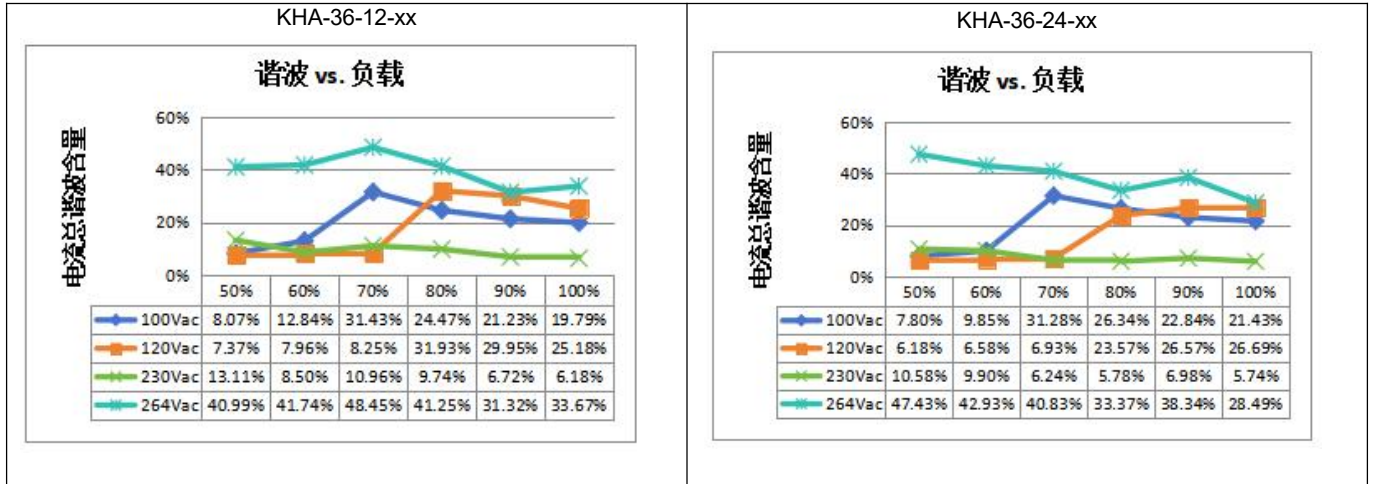 KHA-36-12-xx
谐波 vs. 负载
电流总谐波含量
60%
40%
20%
0%
50% 60% 70% 80% 90% 100%
100Vac 8.07% 12.84% 31.43% 24.47% 21.23% 19.79%
120Vac 7.37% 7.96% 8.25% 31.93% 29.95% 25.18%
230Vac 13.11% 8.50% 10.96% 9.74% 6.72% 6.18%
264Vac 40.99% 41.74% 48.45% 41.25% 31.32% 33.67%
KHA-36-24-xx
谐波 vs. 负载
电流总谐波含量
60%
40%
20%
0%
50% 60% 70% 80% 90% 100%
100Vac 7.80% 9.85% 31.28% 26.34% 22.84% 21.43%
120Vac 6.18% 6.58% 6.93% 23.57% 26.57% 26.69%
230Vac 10.58% 9.90% 6.24% 5.78% 6.98% 5.74%
264Vac 47.43% 42.93% 40.83% 33.37% 38.34% 28.49%